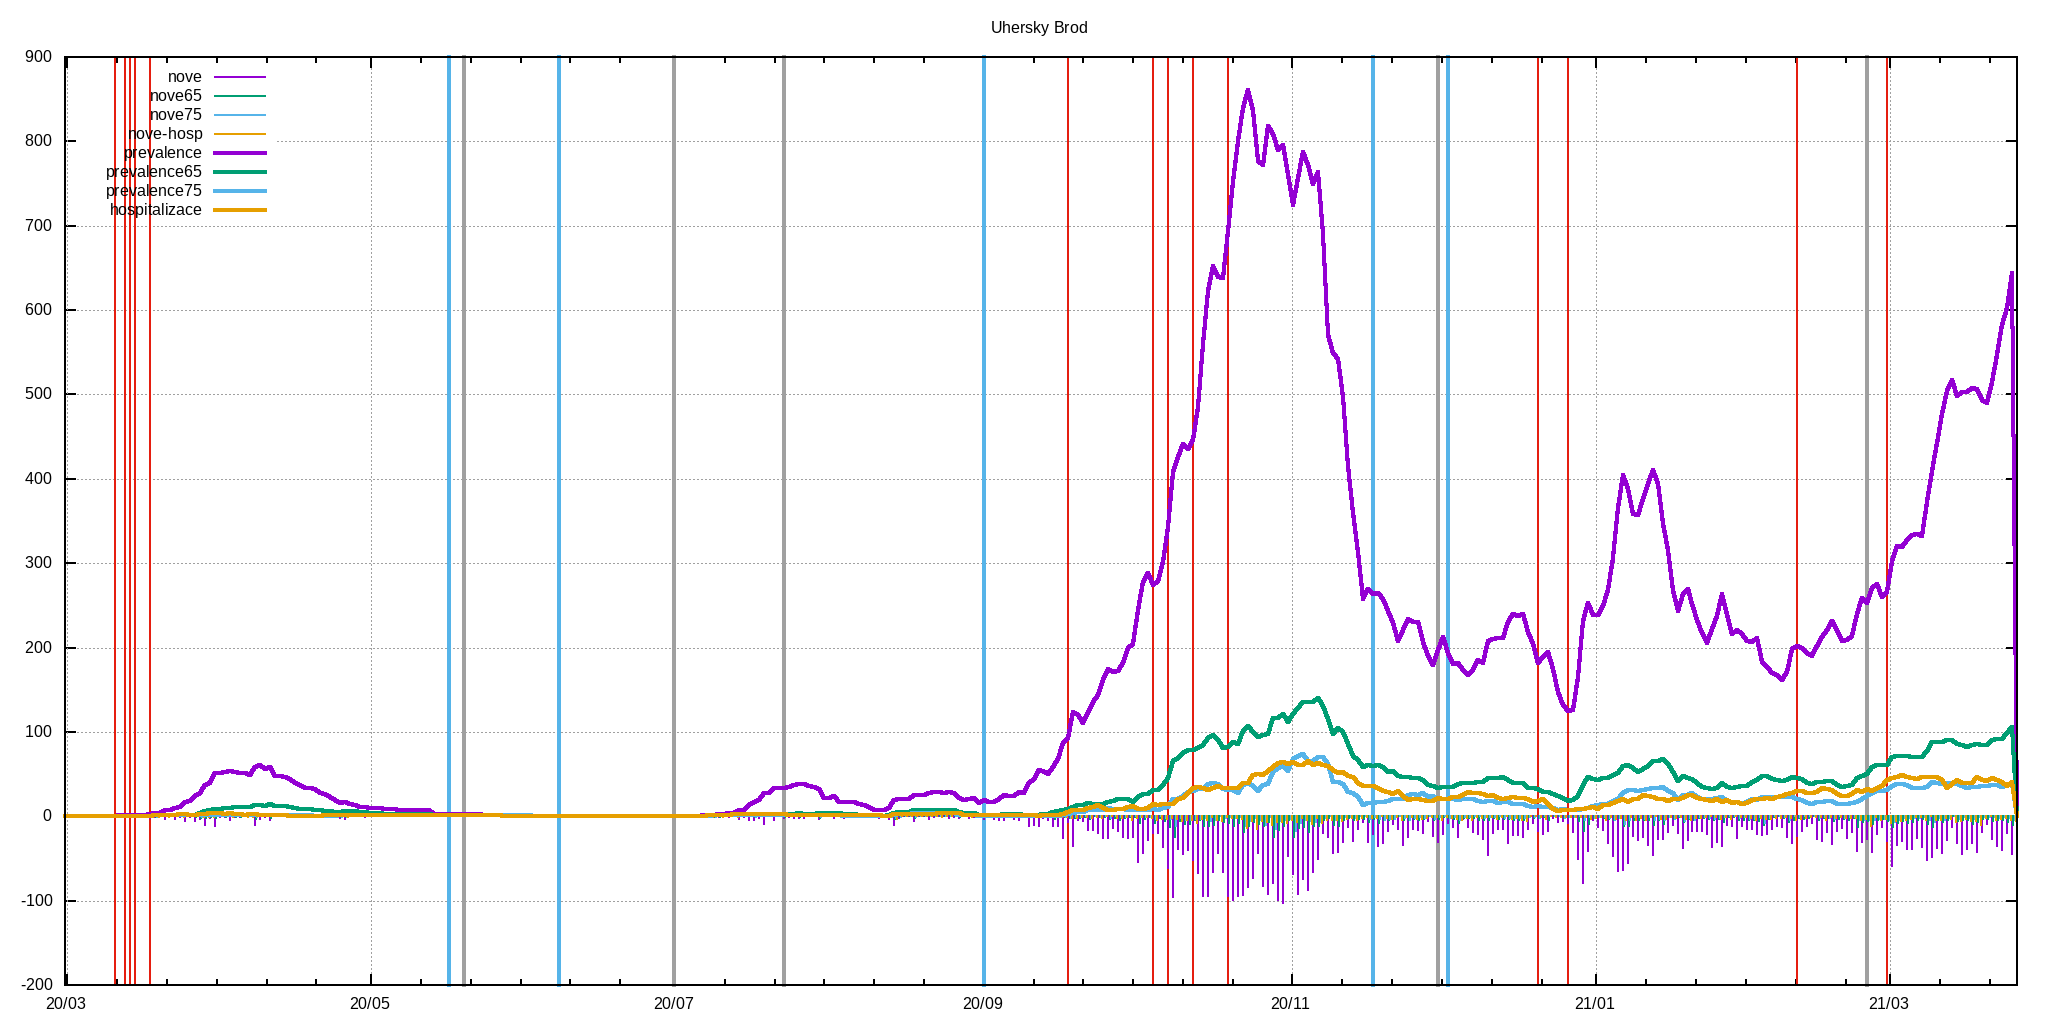 Uhersky Brod
900
800
700
600
500
400
300
200
100
0
-100
-200
nove
nove65
nove75
nove-hosp
prevalence
prevalence65
prevalence75
hospitalizace
20/03
20/05
20/07
20/09
20/11
21/01
21/03